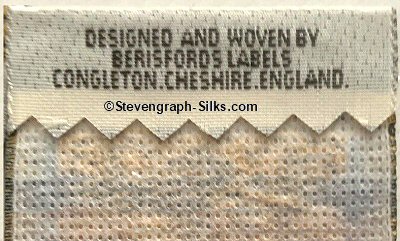 DESIGNED AND WOVEN BY
BERISFORDS LABELS
CONGLETON.CHESHIRE.ENGLAND.
©Stevengraph-Silks.com